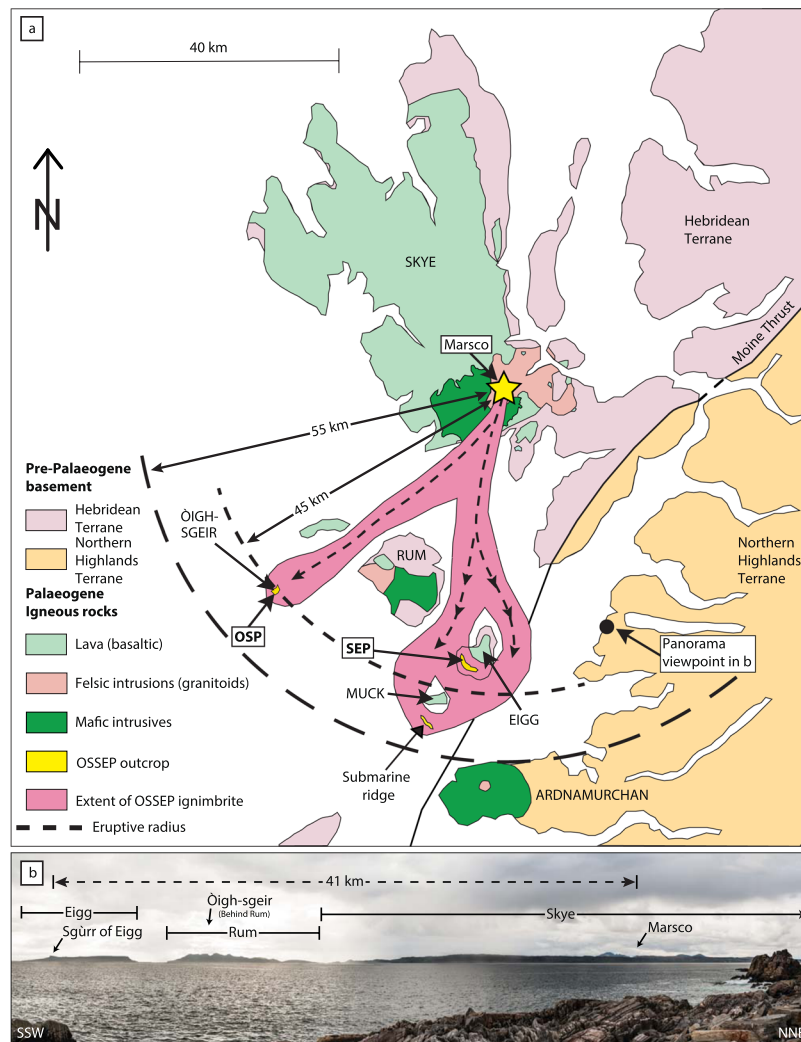 a
40 km
N
Hebridean
Terrane
SKYE
Moine Thrust
Marsco
55 km
45 km
Pre-Palaeogene
basement
Hebridean
Terrane
Northern
Highlands
Terrane
Palaeogene
Igneous rocks
Lava (basaltic)
Felsic intrusions (granitoids)
Mafic intrusives
OSSEP outcrop
Extent of OSSEP ignimbrite
Eruptive radius
ÒIGH-
SGEIR
RUM
OSP
SEP
MUCK
EIGG
Submarine
ridge
Northern
Highlands
Terrane
Panorama
viewpoint in b
ARDNAMURCHAN
b
41 km
Eigg
Sgùrr of Eigg
Òigh-sgeir
(Behind Rum)
Rum
Skye
Marsco
SSW
NNE